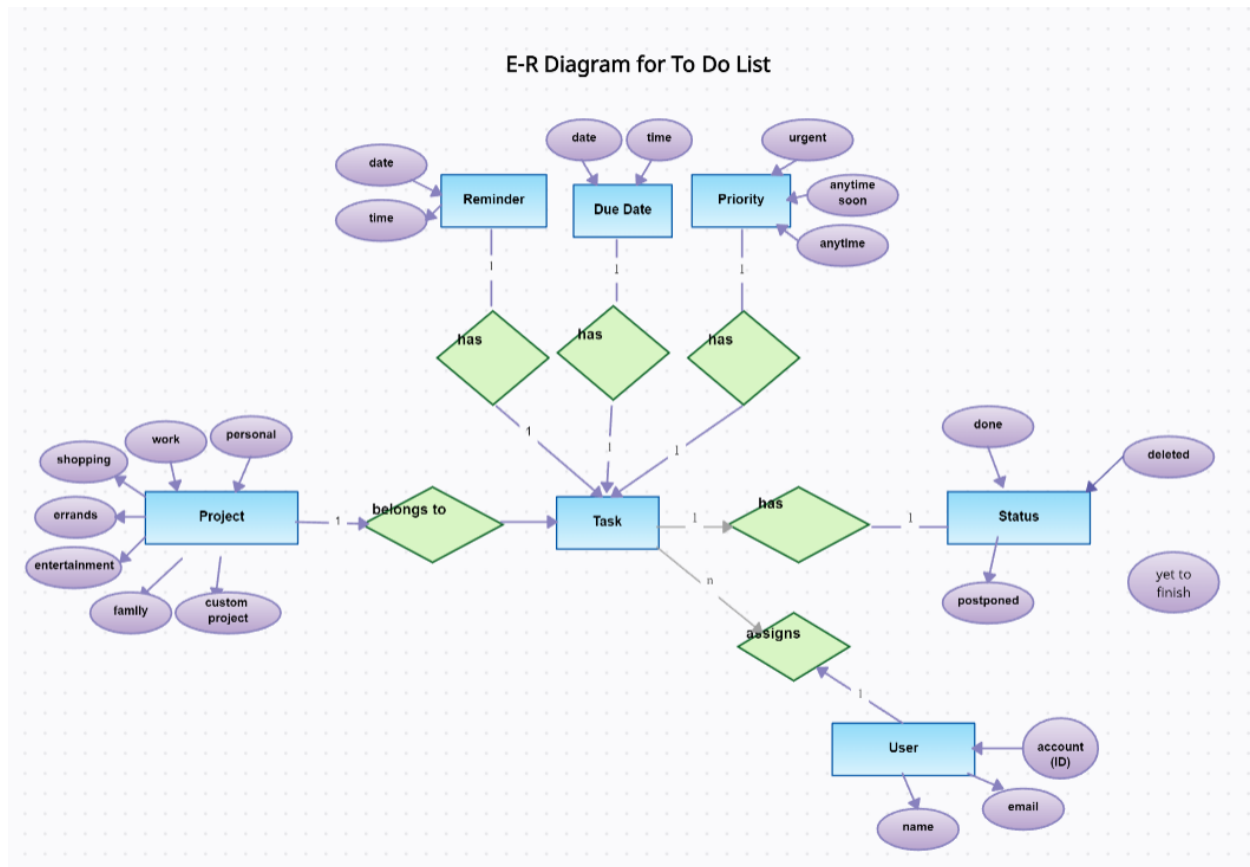 E-R Diagram for To Do List
date
time
urgent
date
time
anytime
soon
anytime
Reminder
Due Date
Priority
1
1
1
has
has
has
1
1
1
personal
work
shopping
errands
entertainment
family
custom
project
Project
1
belongs to
Task
1
has
1
done
deleted
Status
postponed
yet to
finish
n
assigns
1
User
account
(ID)
email
name